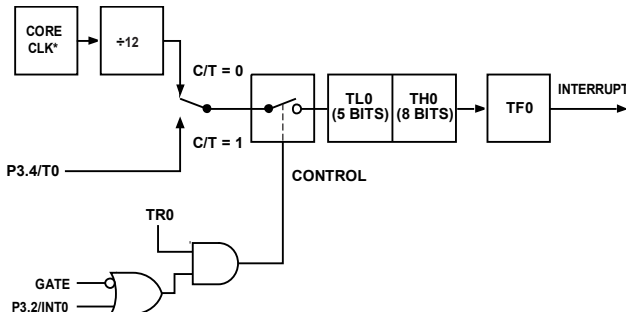 CORE
CLK*
÷12
C/T = 0
TL0
(5 BITS)
TH0
(8 BITS)
TF0
INTERRUPT
C/T = 1
P3.4/T0
CONTROL
TR0
GATE
P3.2/INT0